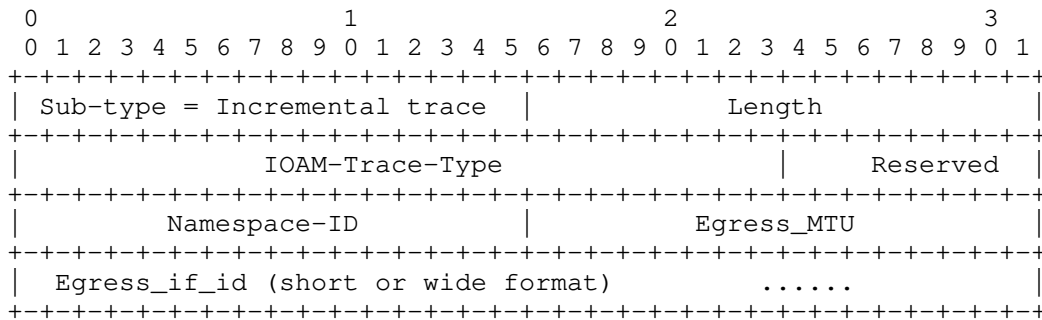 0                   1                   2                   3
0 1 2 3 4 5 6 7 8 9 0 1 2 3 4 5 6 7 8 9 0 1 2 3 4 5 6 7 8 9 0 1
+-+-+-+-+-+-+-+-+-+-+-+-+-+-+-+-+-+-+-+-+-+-+-+-+-+-+-+-+-+-+-+-+
| Sub-type = Incremental trace  |            Length             |
+-+-+-+-+-+-+-+-+-+-+-+-+-+-+-+-+-+-+-+-+-+-+-+-+-+-+-+-+-+-+-+-+
|               IOAM-Trace-Type                 |    Reserved   |
+-+-+-+-+-+-+-+-+-+-+-+-+-+-+-+-+-+-+-+-+-+-+-+-+-+-+-+-+-+-+-+-+
|         Namespace-ID          |          Egress_MTU           |
+-+-+-+-+-+-+-+-+-+-+-+-+-+-+-+-+-+-+-+-+-+-+-+-+-+-+-+-+-+-+-+-+
|  Egress_if_id (short or wide format)         ......           |
+-+-+-+-+-+-+-+-+-+-+-+-+-+-+-+-+-+-+-+-+-+-+-+-+-+-+-+-+-+-+-+-+